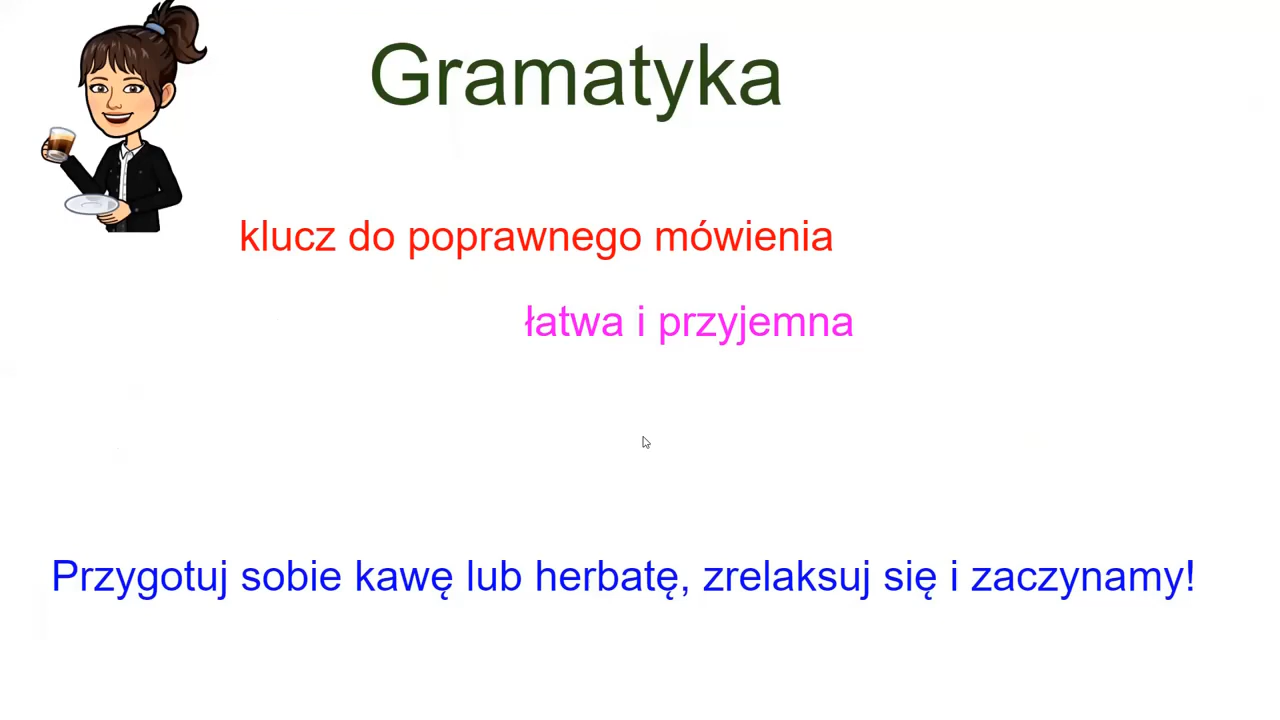 Gramatyka
klucz do poprawnego mówienia
łatwa i przyjemna
Przygotuj sobie kawę lub herbatę, zrelaksuj się i zaczynamy!